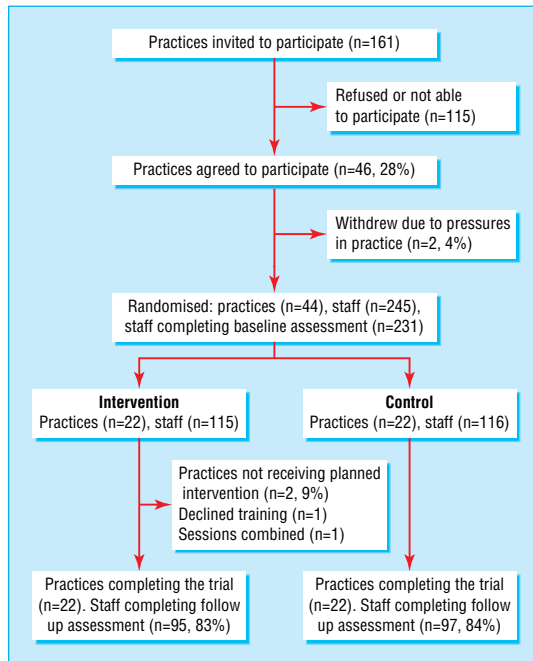 Practices invited to participate (n=161)
Refused or not able
to participate (n=115)
Practices agreed to participate (n=46, 28%)
Withdrew due to pressures
in practice (n=2, 4%)
Randomised: practices (n=44), staff (n=245),
staff completing baseline assessment (n=231)
Intervention
Practices (n=22), staff (n=115)
Control
Practices (n=22), staff (n=116)
Practices not receiving planned
intervention (n=2, 9%)
Declined training (n=1)
Sessions combined (n=1)
Practices completing the trial
(n=22). Staff completing follow
up assessment (n=95, 83%)
Practices completing the trial
(n=22). Staff completing follow
up assessment (n=97, 84%)